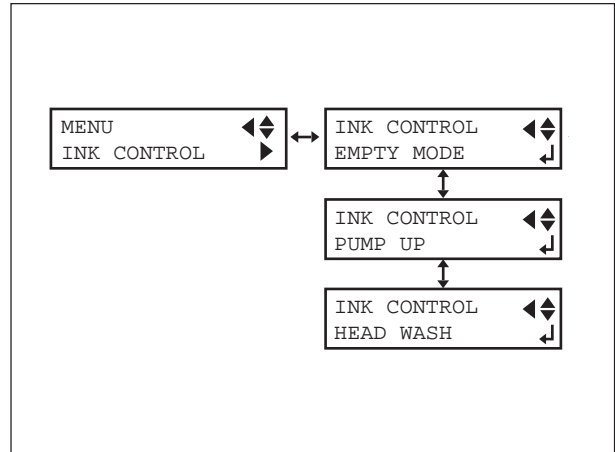 MENU
INK CONTROL
INK CONTROL
EMPTY MODE
INK CONTROL
PUMP UP
INK CONTROL
HEAD WASH